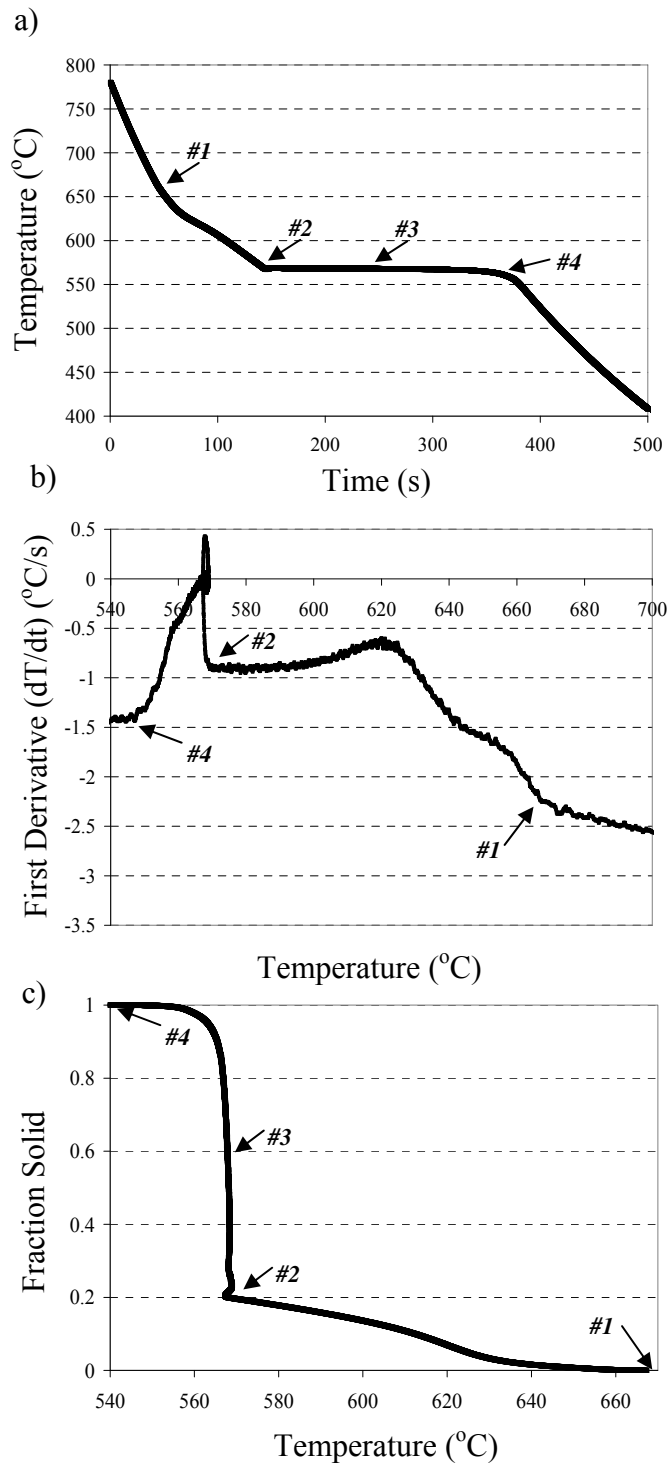 a)
800
750
700
650
600
550
500
450
400
Temperature (°C)
#1
#2
#3
#4
0 100 200 300 400 500
Time (s)
b)
0.5
0
-0.5
-1
-1.5
-2
-2.5
-3
-3.5
First Derivative (dT/dt) (°C/s)
540 560 580 600 620 640 660 680 700
#2
#4
#1
Temperature (°C)
c)
1
0.8
0.6
0.4
0.2
0
Fraction Solid
#4
#3
#2
#1
540 560 580 600 620 640 660
Temperature (°C)